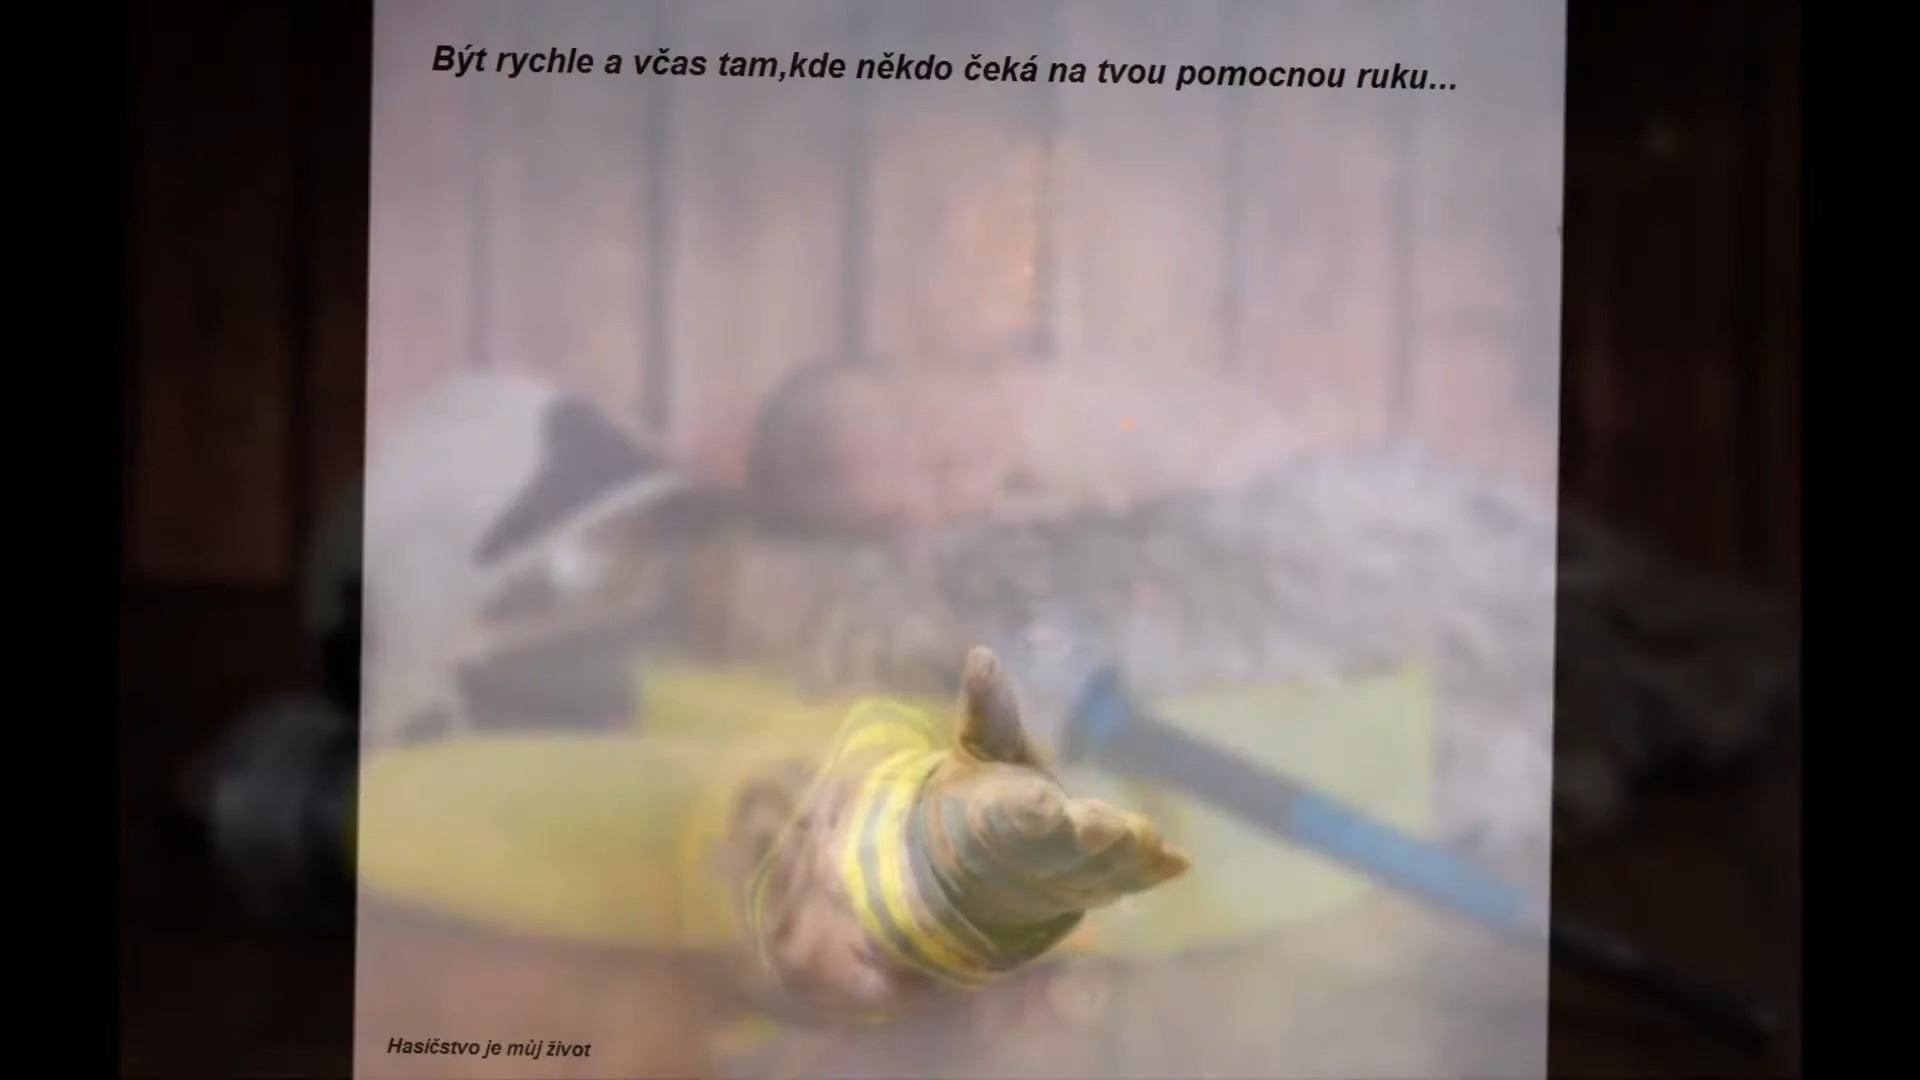 Být rychle a včas tam,kde někdo čeká na tvou pomocnou ruku...
Hasičstvo je můj život